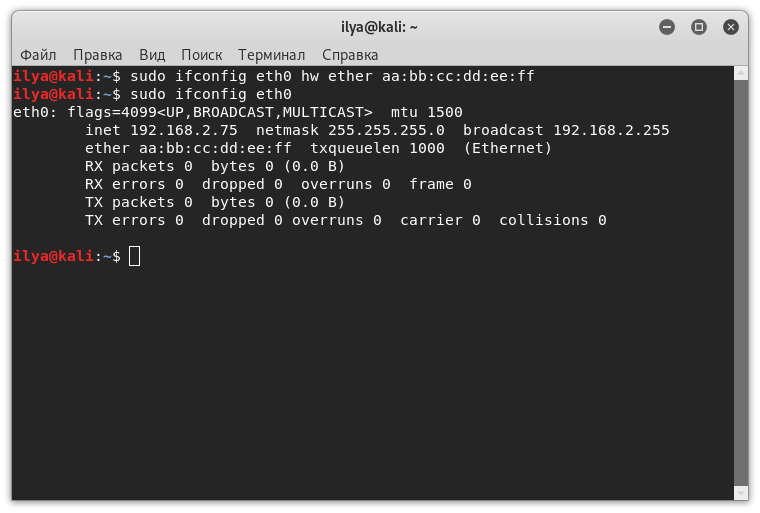 ilya@kali: ~
Файл Правка Вид Поиск Терминал Справка
ilya@kali:~$ sudo ifconfig eth0 hw ether aa:bb:cc:dd:ee:ff
ilya@kali:~$ sudo ifconfig eth0
eth0: flags=4099<UP,BROADCAST,MULTICAST>  mtu 1500
        inet 192.168.2.75  netmask 255.255.255.0  broadcast 192.168.2.255
        ether aa:bb:cc:dd:ee:ff  txqueuelen 1000  (Ethernet)
        RX packets 0  bytes 0 (0.0 B)
        RX errors 0  dropped 0  overruns 0  frame 0
        TX packets 0  bytes 0 (0.0 B)
        TX errors 0  dropped 0 overruns 0  carrier 0  collisions 0
ilya@kali:~$